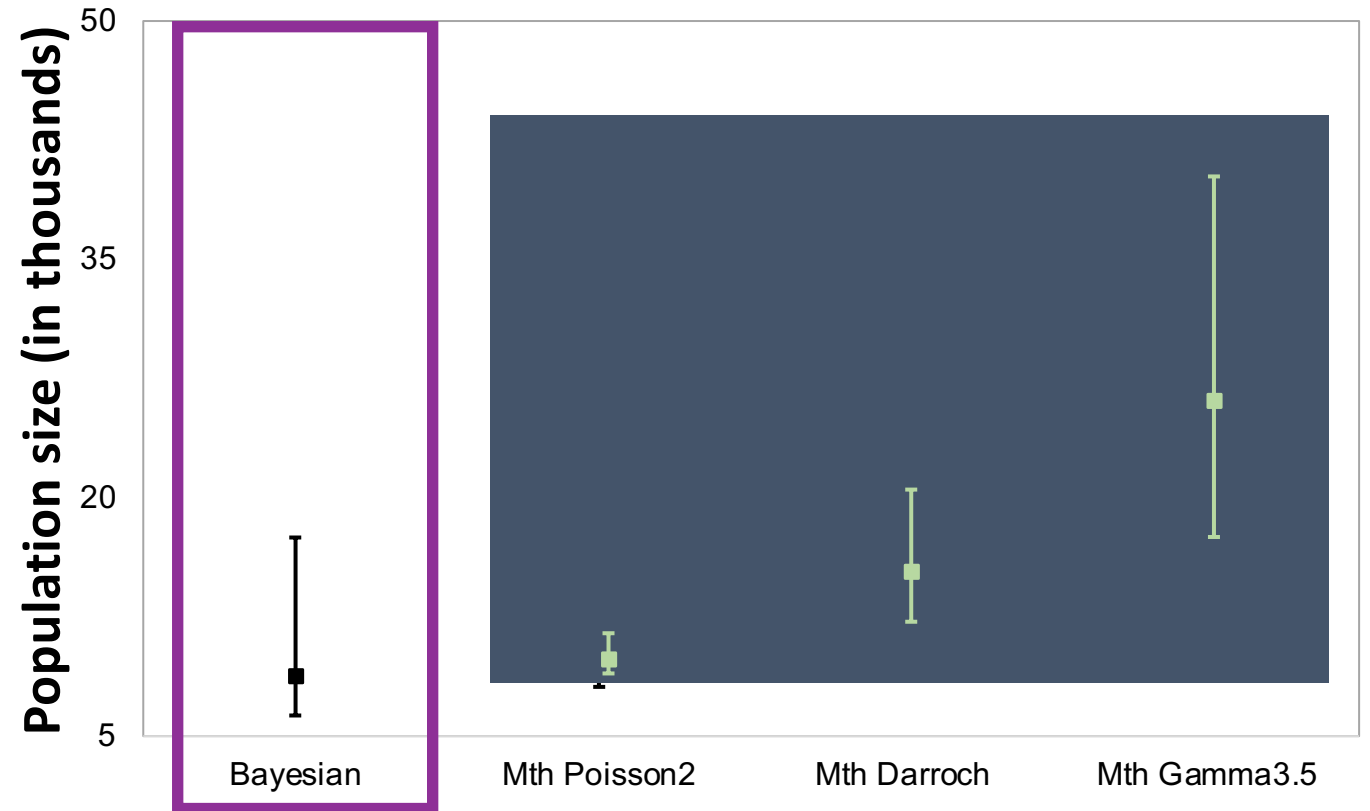 Population size (in thousands)
50
35
20
5
Bayesian
Mth Poisson2
Mth Darroch
Mth Gamma3.5